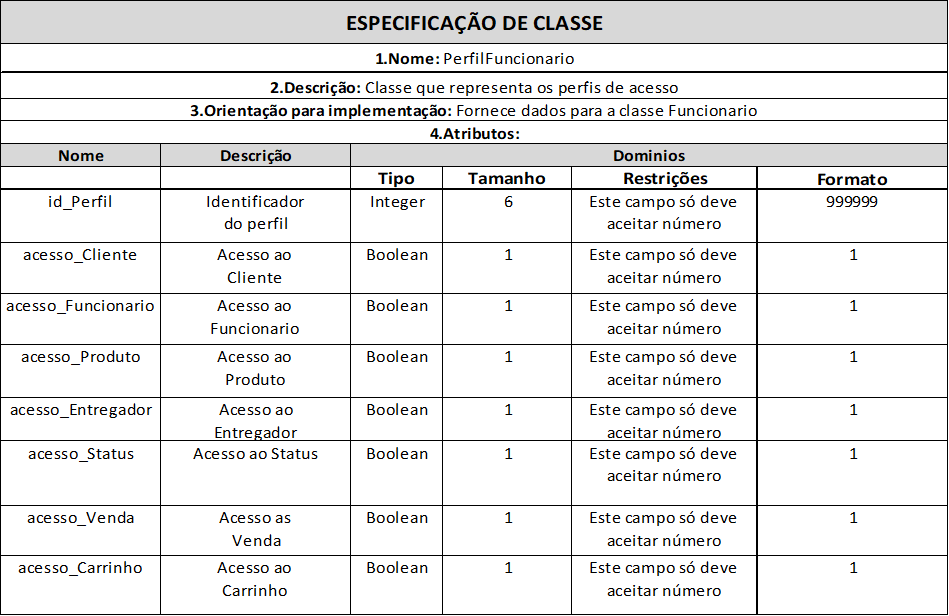 ESPECIFICAÇÃO DE CLASSE
1.Nome: PerfilFuncionario
2.Descrição: Classe que representa os perfis de acesso
3.Orientação para implementação: Fornece dados para a classe Funcionario
4.Atributos:
Nome Descrição Dominios
Tipo Tamanho Restrições Formato
id_Perfil Identificador Integer 6 Este campo só deve 999999
do perfil aceitar número
acesso_Cliente Acesso ao Boolean 1 Este campo só deve 1
Cliente aceitar número
acesso_Funcionario Acesso ao Boolean 1 Este campo só deve 1
Funcionario aceitar número
acesso_Produto Acesso ao Boolean 1 Este campo só deve 1
Produto aceitar número
acesso_Entregador Acesso ao Boolean 1 Este campo só deve 1
Entregador aceitar número
acesso_Status Acesso ao Status Boolean 1 Este campo só deve 1
aceitar número
acesso_Venda Acesso as Boolean 1 Este campo só deve 1
Venda aceitar número
acesso_Carrinho Acesso ao Boolean 1 Este campo só deve 1
Carrinho aceitar número